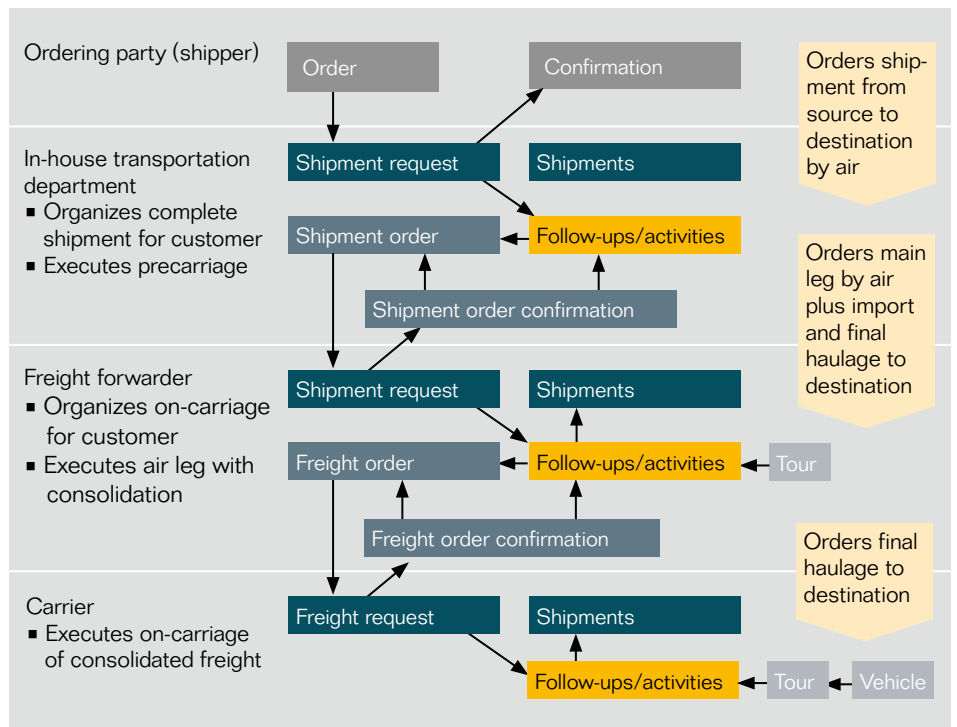 Ordering party (shipper)
Order
Confirmation
Orders ship-
ment from
source to
destination
by air
In-house transportation
department
▪ Organizes complete
shipment for customer
▪ Executes precarriage
Shipment request
Shipments
Shipment order
Follow-ups/activities
Shipment order confirmation
Orders main
leg by air
plus import
and final
haulage to
destination
Freight forwarder
▪ Organizes on-carriage
for customer
▪ Executes air leg with
consolidation
Shipment request
Shipments
Freight order
Follow-ups/activities
Tour
Freight order confirmation
Orders final
haulage to
destination
Carrier
▪ Executes on-carriage
of consolidated freight
Freight request
Shipments
Follow-ups/activities
Tour
Vehicle